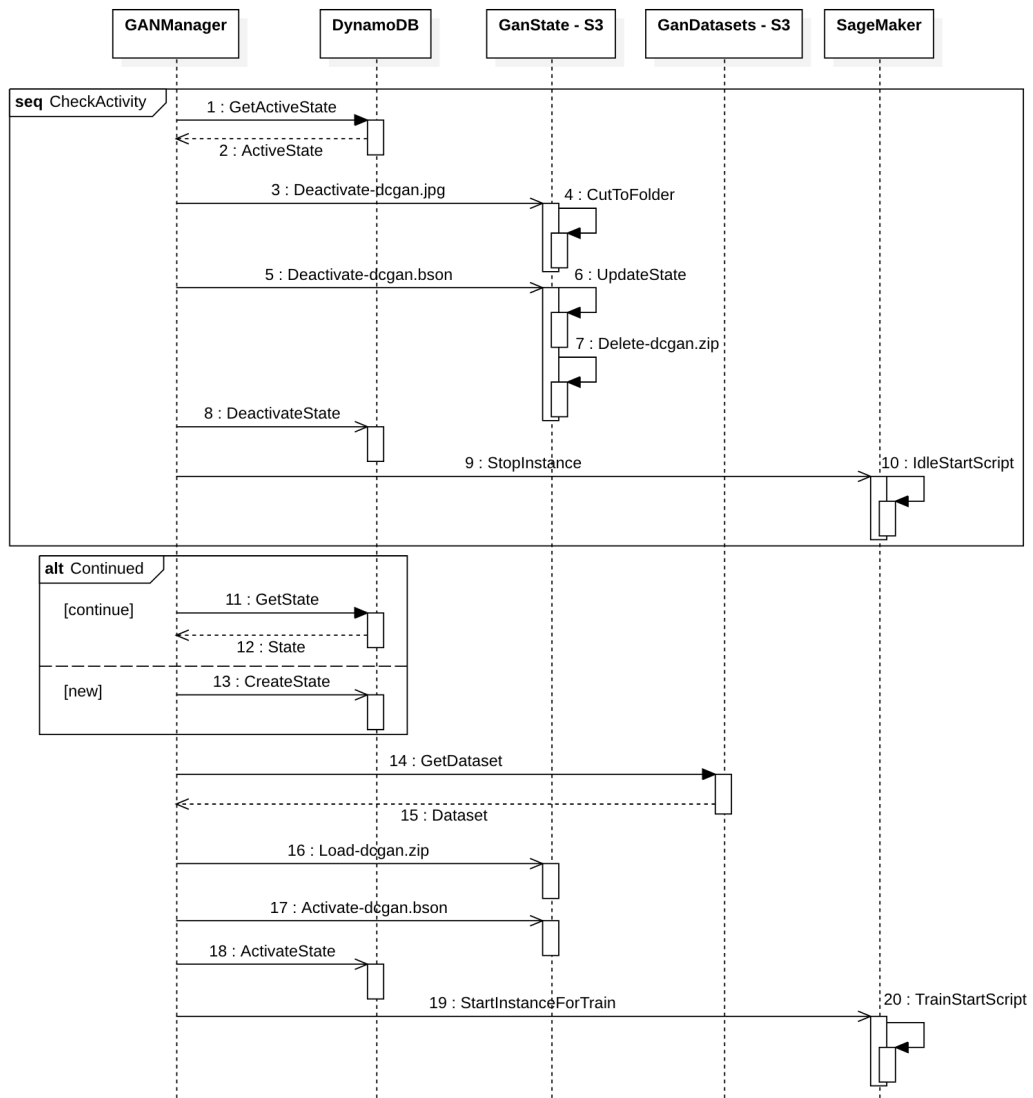 GANManager
DynamoDB
GanState - S3
GanDatasets - S3
SageMaker
seq CheckActivity
1 : GetActiveState
2 : ActiveState
3 : Deactivate-dcgan.jpg
4 : CutToFolder
5 : Deactivate-dcgan.bson
6 : UpdateState
7 : Delete-dcgan.zip
8 : DeactivateState
9 : StopInstance
10 : IdleStartScript
alt Continued
[continue]
11 : GetState
12 : State
[new]
13 : CreateState
14 : GetDataset
15 : Dataset
16 : Load-dcgan.zip
17 : Activate-dcgan.bson
18 : ActivateState
19 : StartInstanceForTrain
20 : TrainStartScript